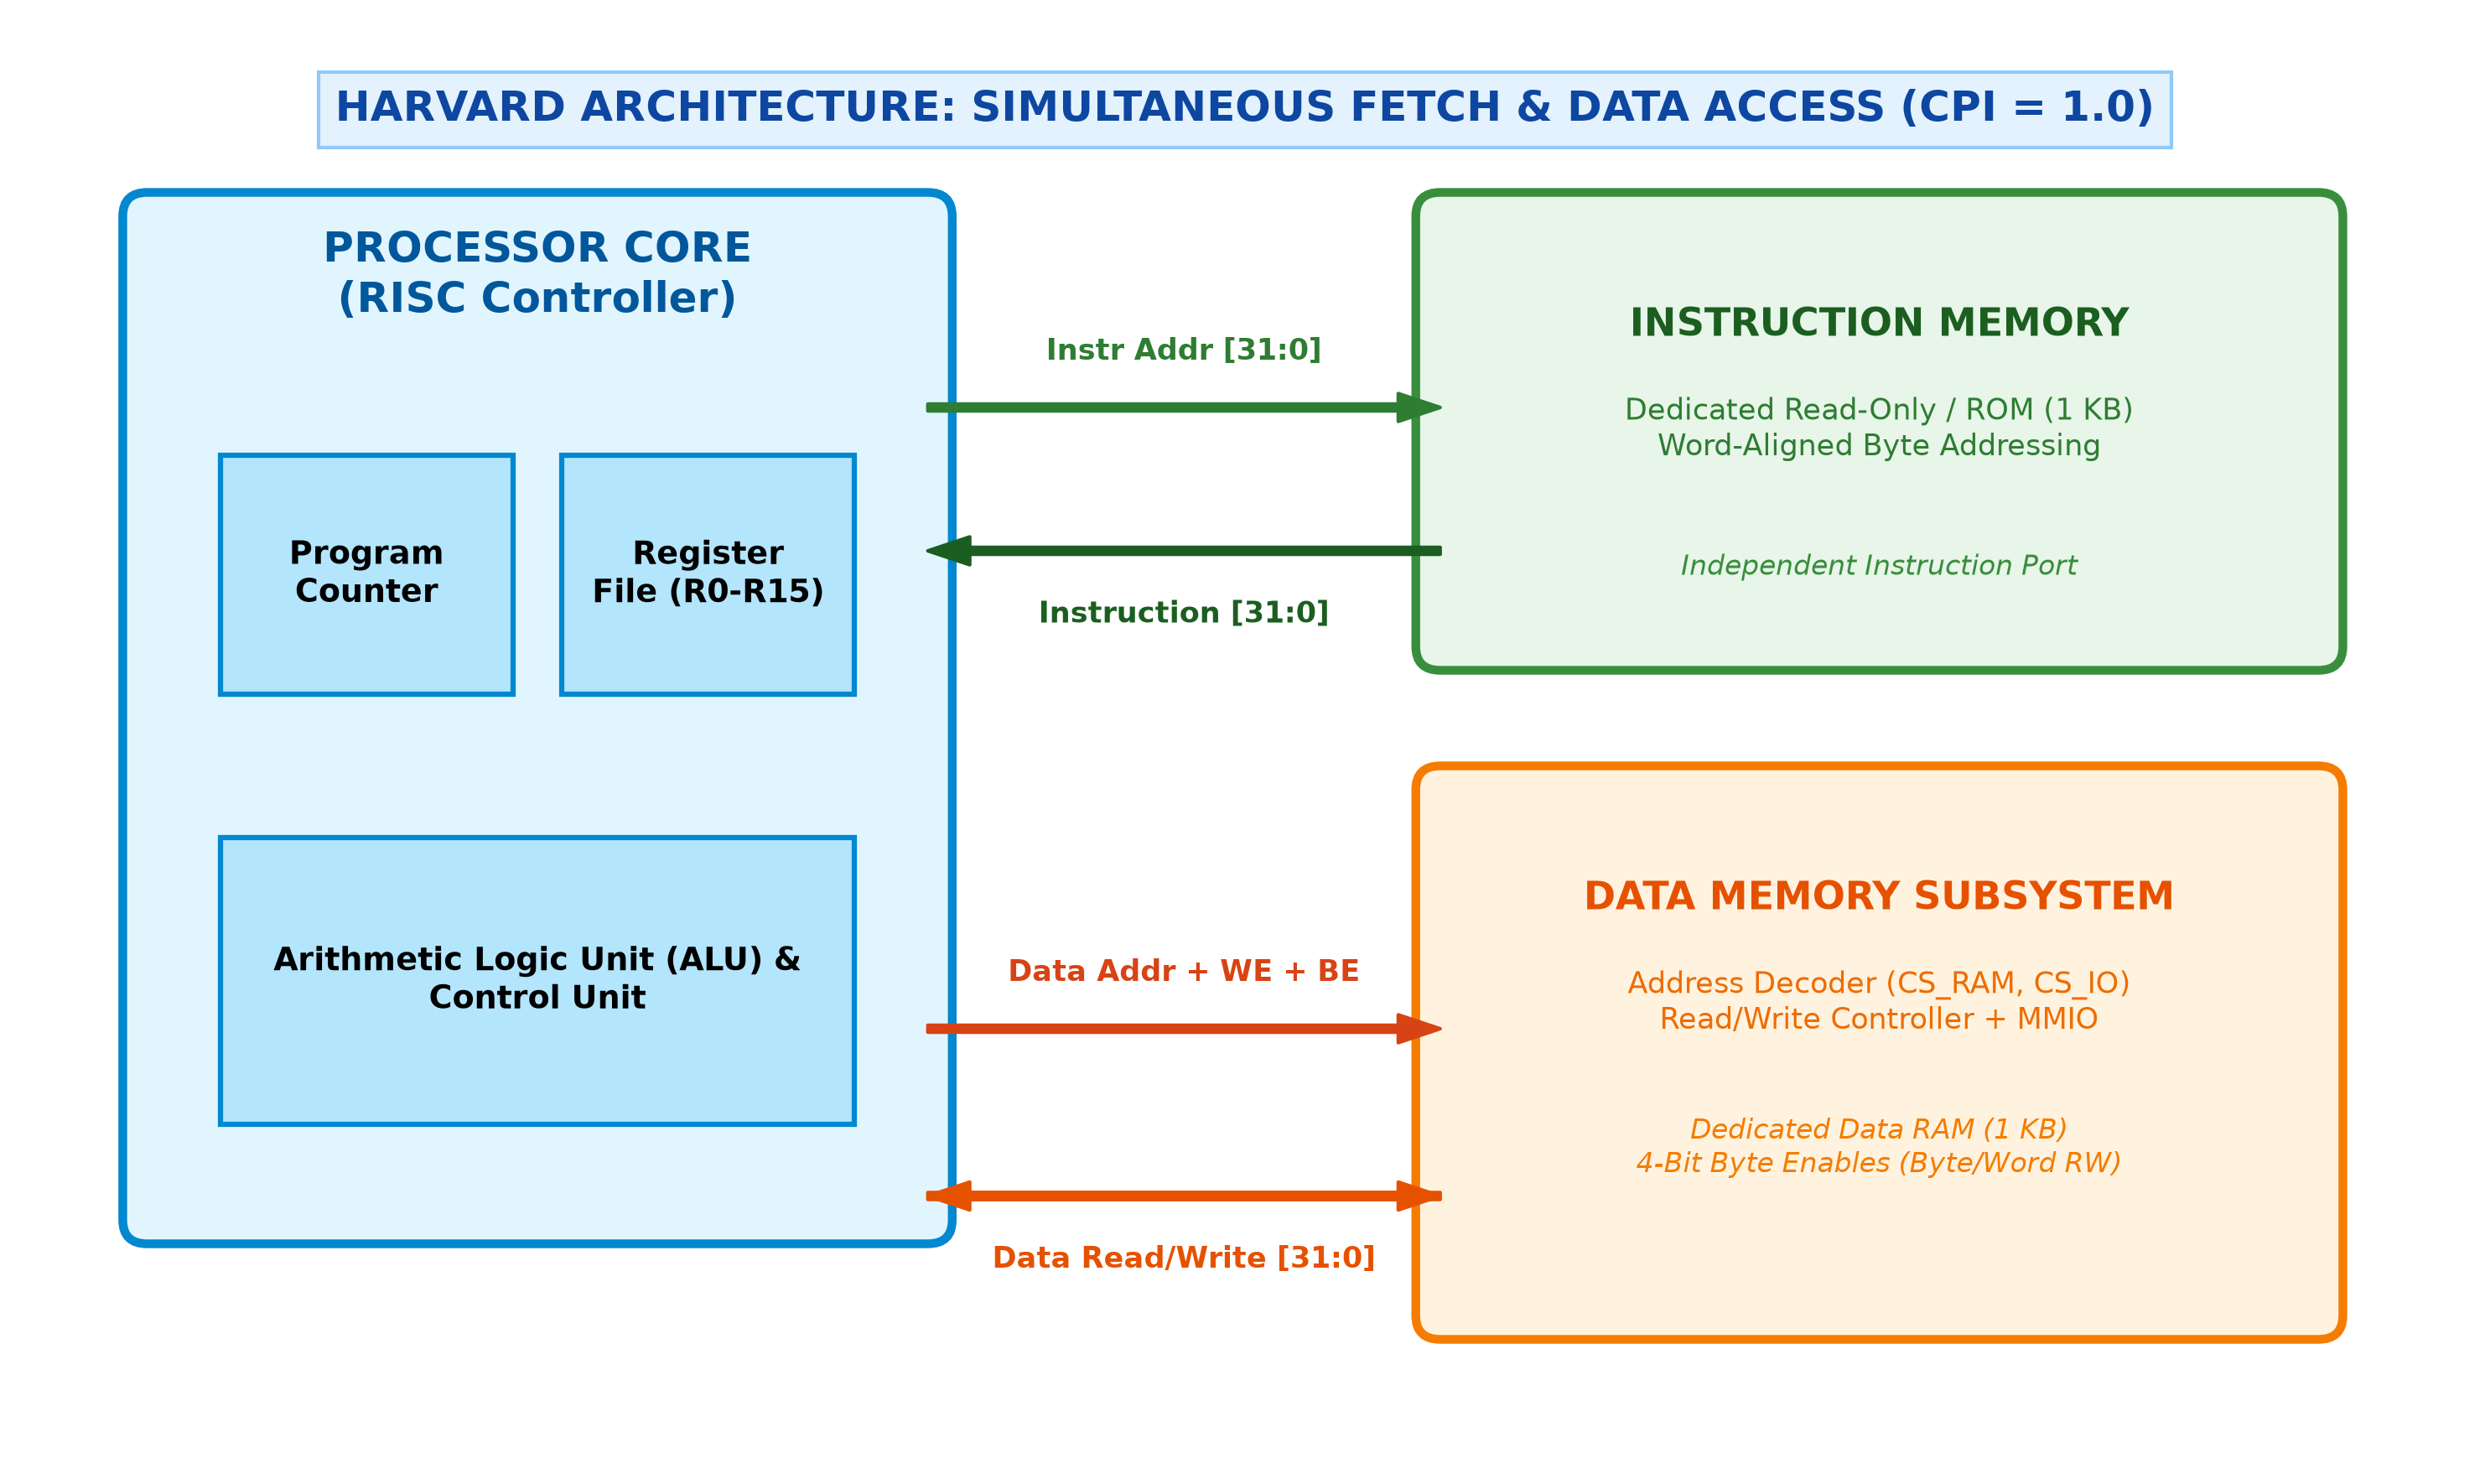 HARVARD ARCHITECTURE: SIMULTANEOUS FETCH & DATA ACCESS (CPI = 1.0)
PROCESSOR CORE
(RISC Controller)
Program
Counter
Register
File (R0-R15)
Arithmetic Logic Unit (ALU) &
Control Unit
Instr Addr [31:0]
Instruction [31:0]
Data Addr + WE + BE
Data Read/Write [31:0]
INSTRUCTION MEMORY
Dedicated Read-Only / ROM (1 KB)
Word-Aligned Byte Addressing
Independent Instruction Port
DATA MEMORY SUBSYSTEM
Address Decoder (CS_RAM, CS_IO)
Read/Write Controller + MMIO
Dedicated Data RAM (1 KB)
4-Bit Byte Enables (Byte/Word RW)